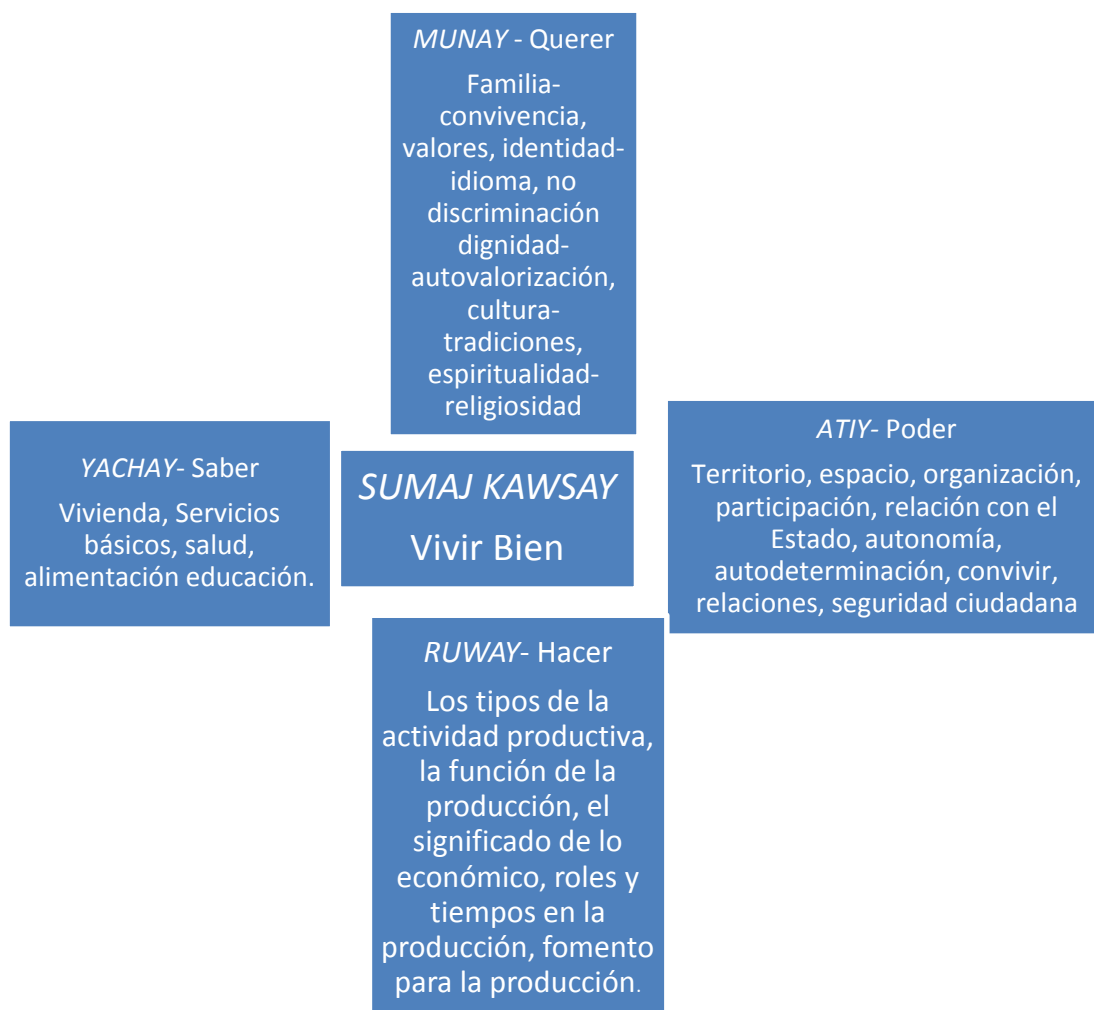 MUNAY - Querer
Familia-
convivencia,
valores, identidad-
idioma, no
discriminación
dignidad-
autovalorización,
cultura-
tradiciones,
espiritualidad-
religiosidad
YACHAY- Saber
Vivienda, Servicios
básicos, salud,
alimentación educación.
SUMAJ KAWSAY
Vivir Bien
ATIY- Poder
Territorio, espacio, organización,
participación, relación con el
Estado, autonomía,
autodeterminación, convivir,
relaciones, seguridad ciudadana
RUWAY- Hacer
Los tipos de la
actividad productiva,
la función de la
producción, el
significado de lo
económico, roles y
tiempos en la
producción, fomento
para la producción.